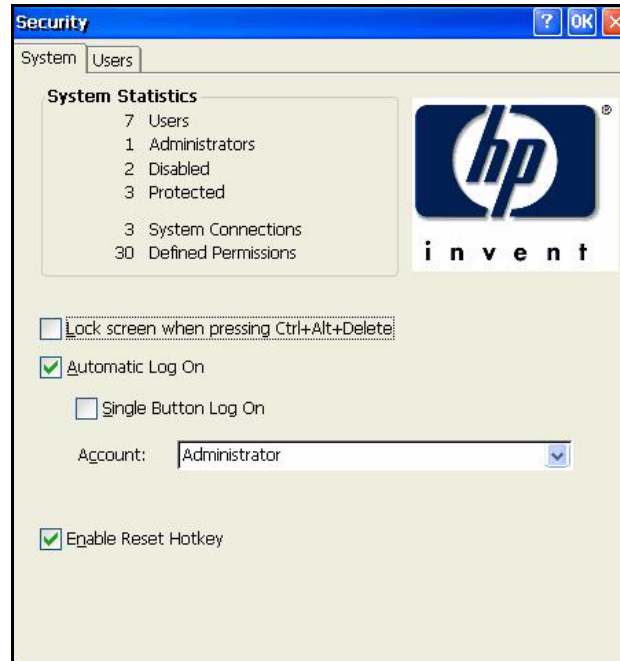 Security ? OK X
System Users
System Statistics
7 Users
1 Administrators
2 Disabled
3 Protected
3 System Connections
30 Defined Permissions
hp ®
invent
Lock screen when pressing Ctrl+Alt+Delete
Automatic Log On
Single Button Log On
Account: Administrator
Enable Reset Hotkey